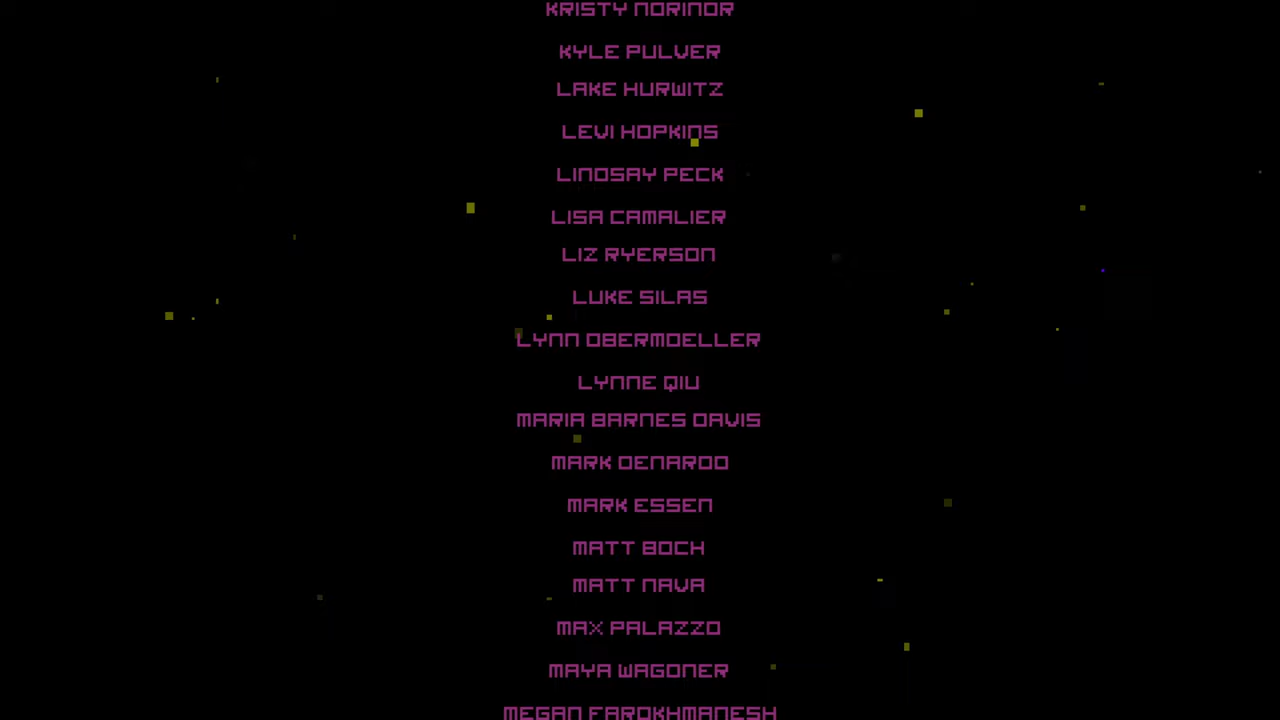 KRISTY NORINOR
KYLE PULVER
LAKE HURWITZ
LEVI HOPKINS
LINDSAY PECK
LISA CAMALIER
LIZ RYERSON
LUKE SILAS
LYNN OBERMOELLER
LYNNE QIU
MARIA BARNES DAVIS
MARK DENARDO
MARK ESSEN
MATT BOCH
MATT NAVA
MAX PALAZZO
MAYA WAGONER
MEGAN FAROKHMANESH